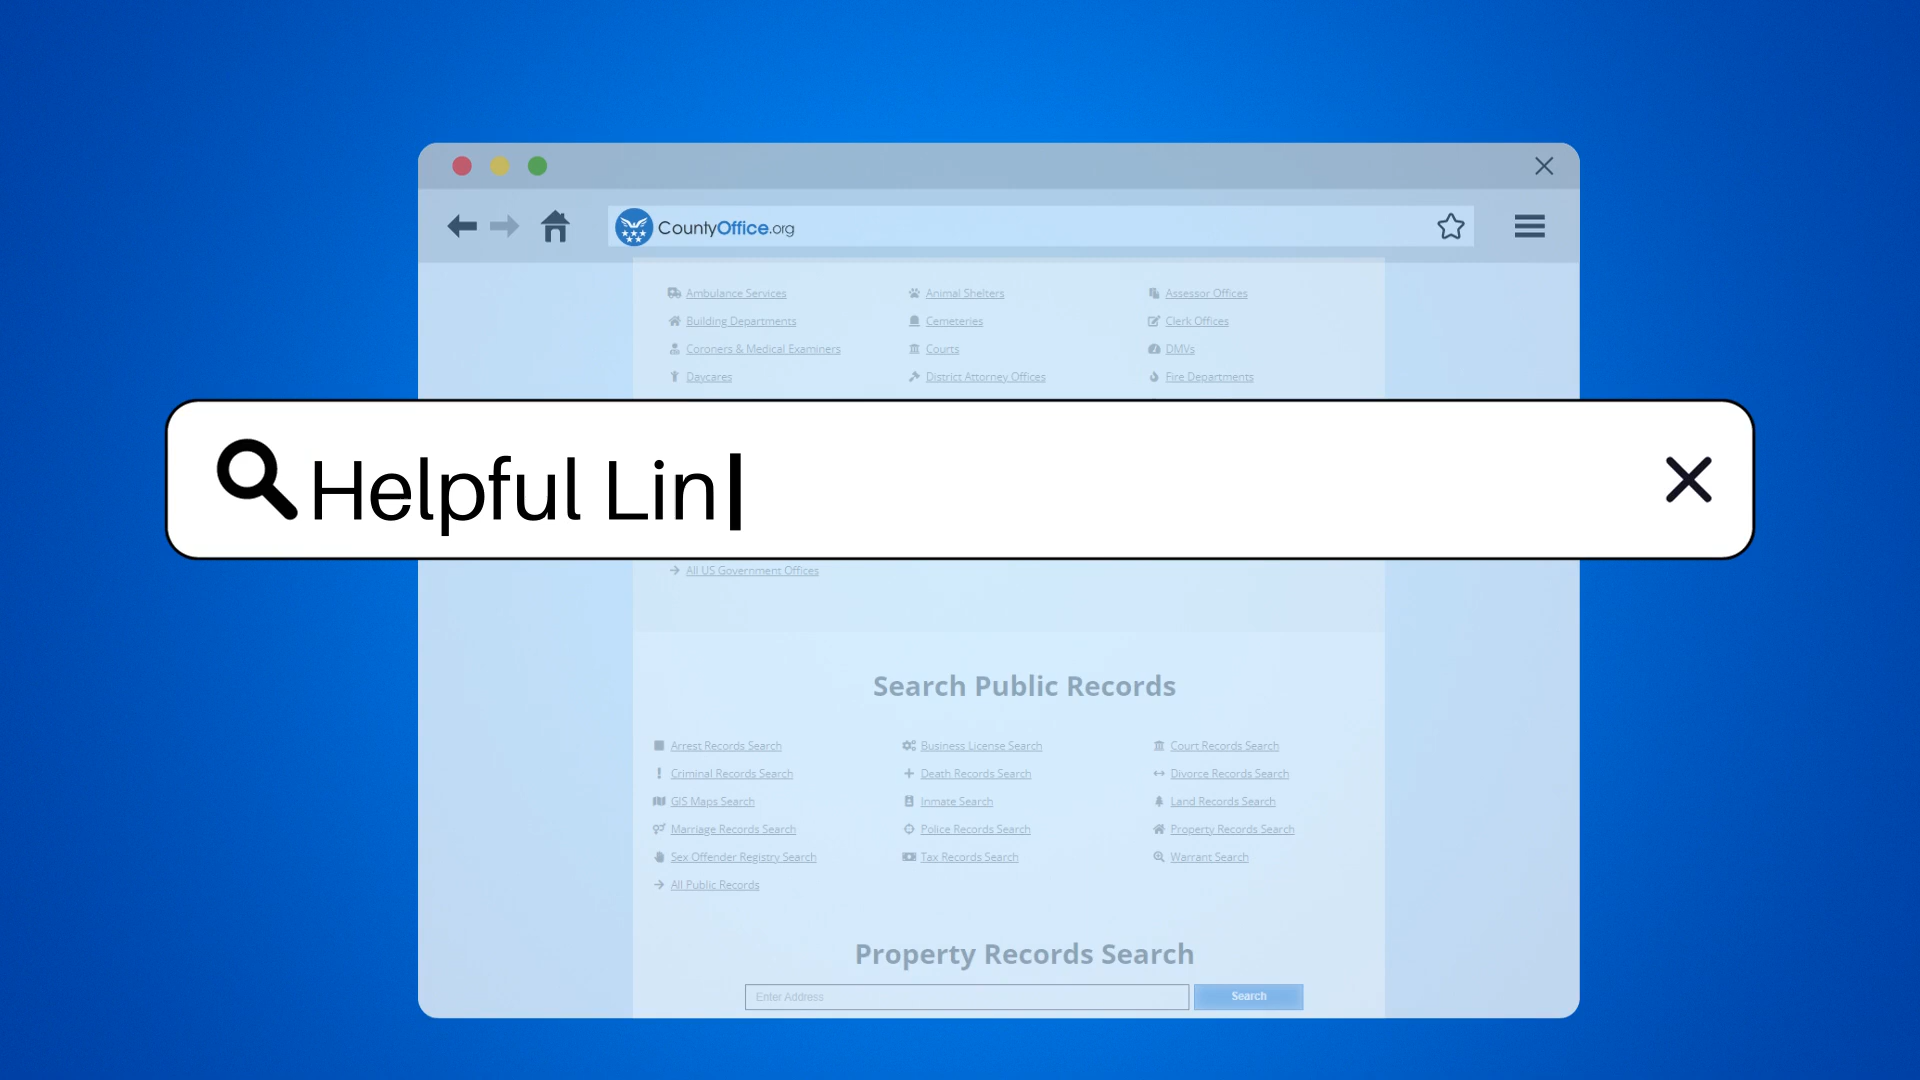 CountyOffice.org
Ambulance Services Animal Shelters Assessor Offices
Building Departments Cemeteries Clerk Offices
Coroners & Medical Examiners Courts DMVs
Daycares District Attorney Offices Fire Departments
Helpful Lin
All US Government Offices
Search Public Records
Arrest Records Search Business License Search Court Records Search
Criminal Records Search Death Records Search Divorce Records Search
GIS Maps Search Inmate Search Land Records Search
Marriage Records Search Police Records Search Property Records Search
Sex Offender Registry Search Tax Records Search Warrant Search
All Public Records
Property Records Search
Enter Address Search